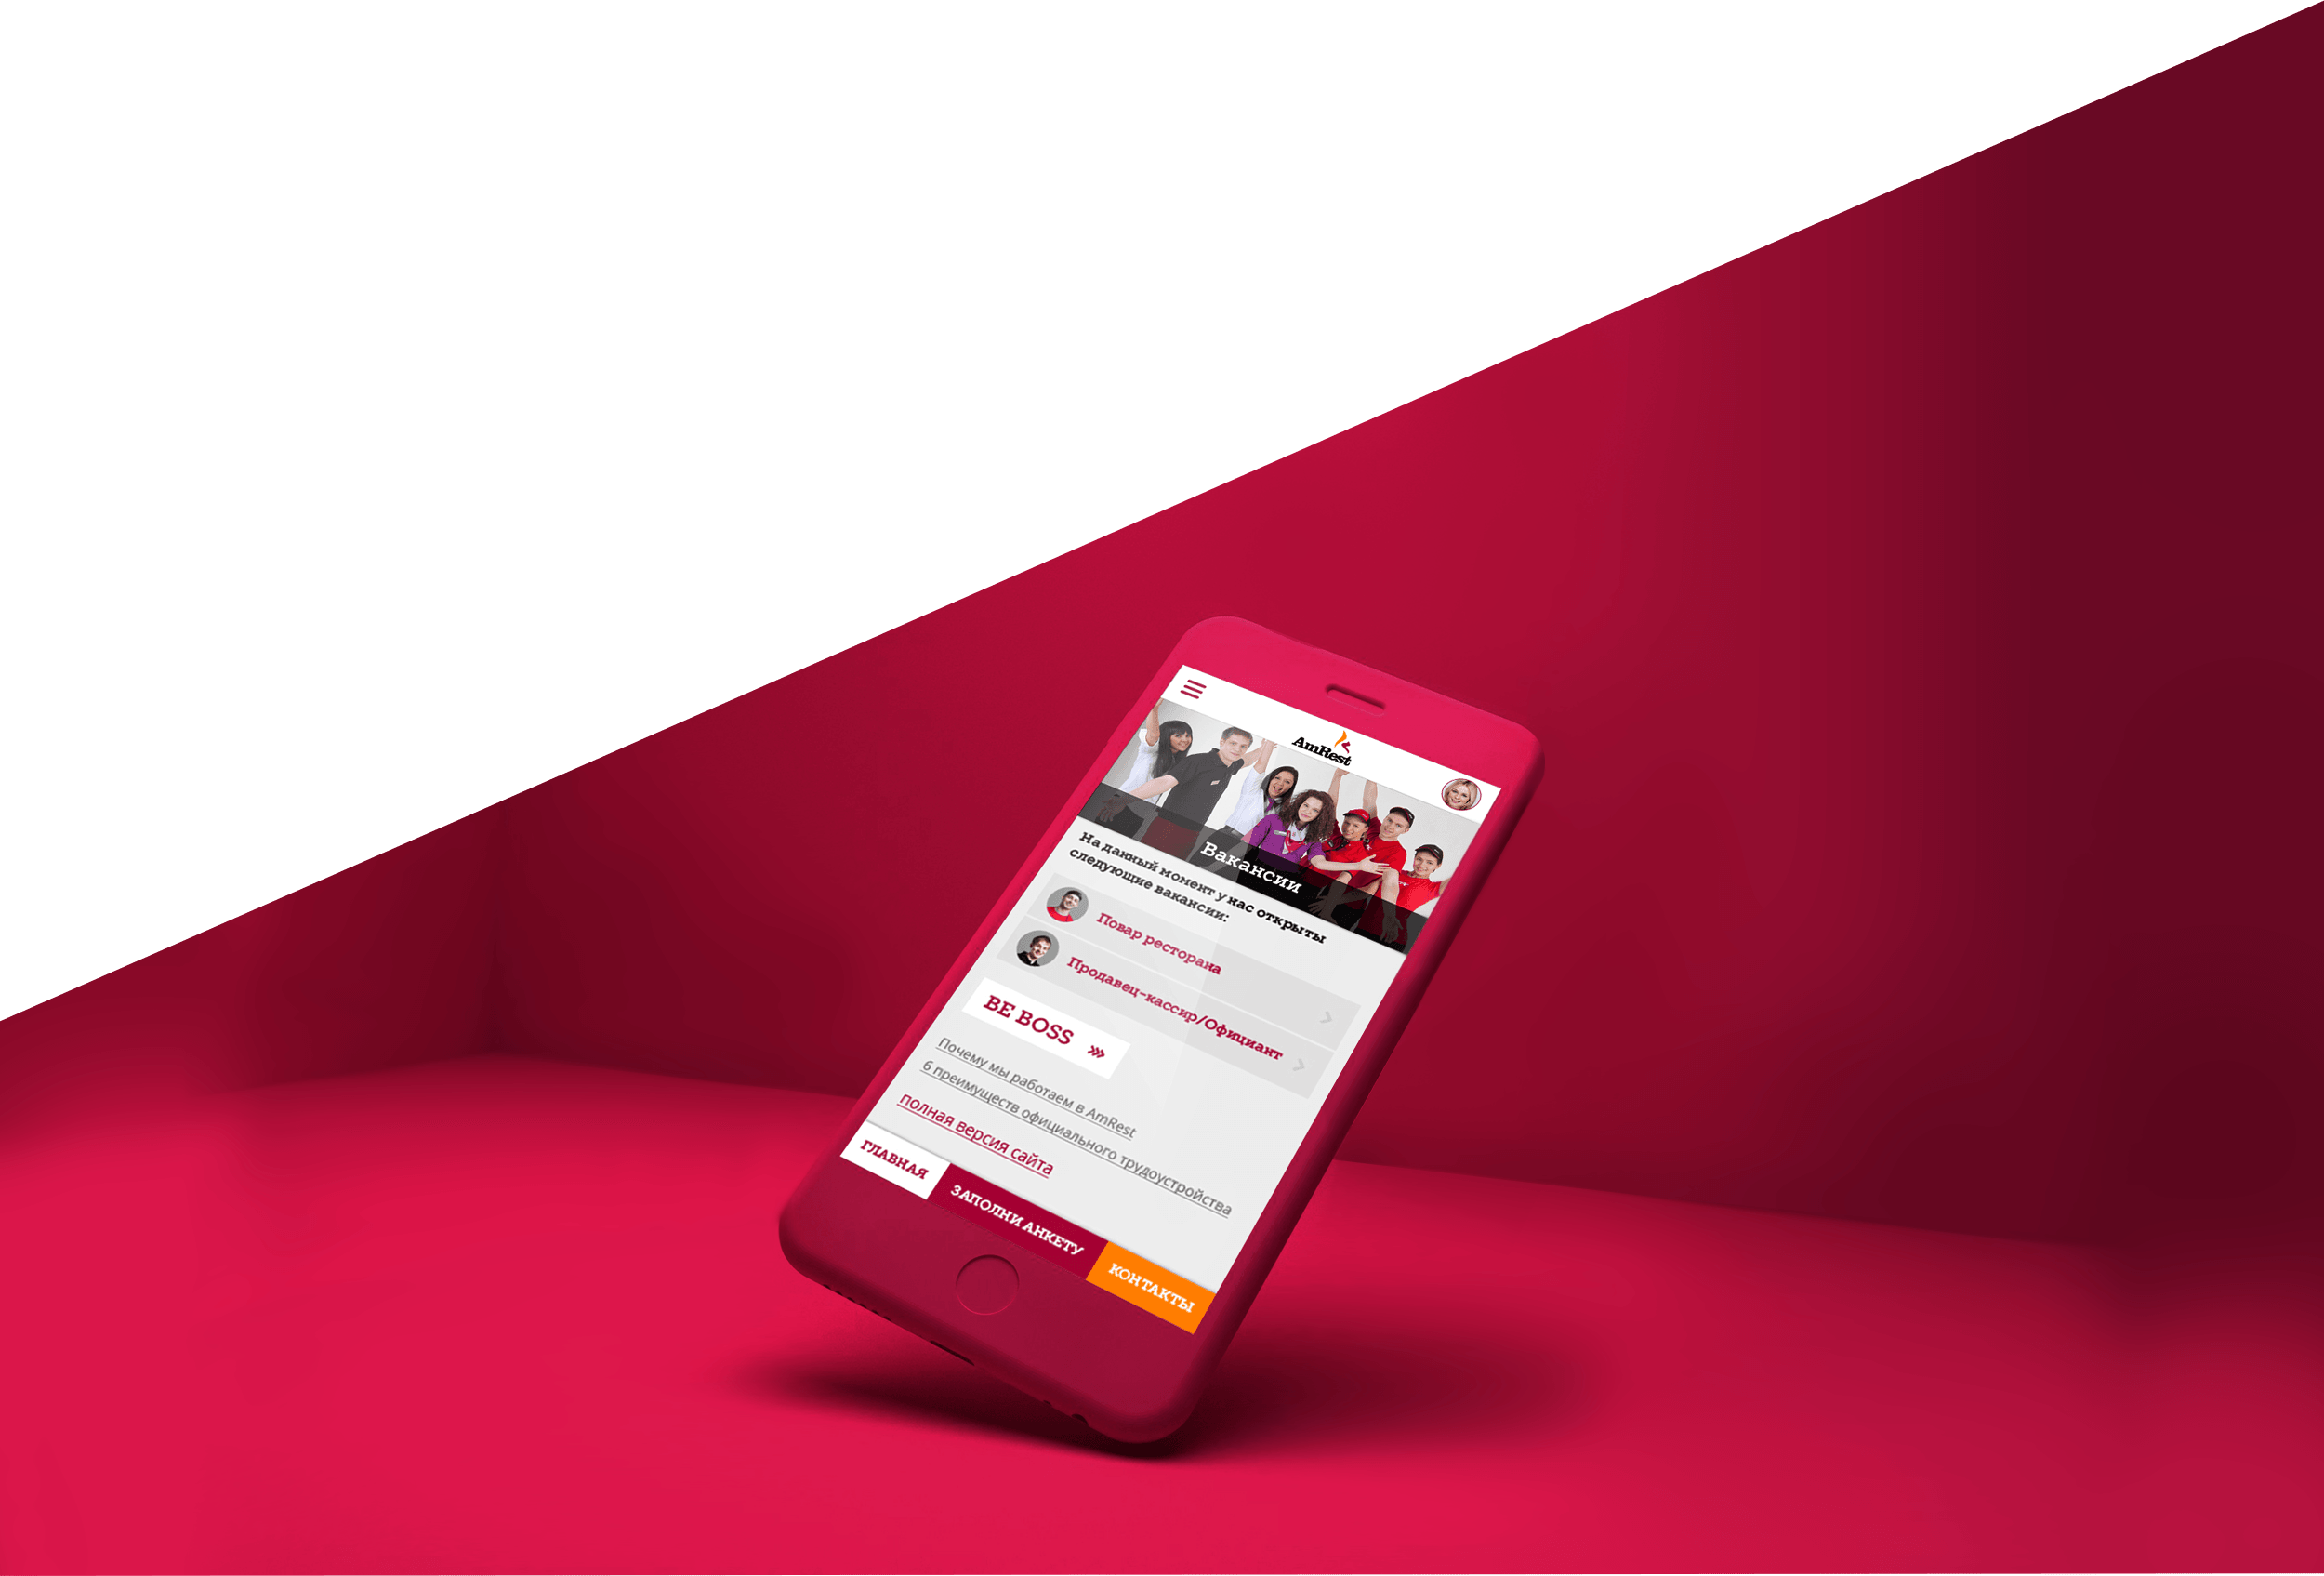 AmRest
Вакансии
На данный момент у нас открыты
следующие вакансии:
Повар ресторана
Продавец-кассир/Официант
BE BOSS
Почему мы работаем в AmRest
6 преимуществ официального трудоустройства
полная версия сайта
ГЛАВНАЯ
ЗАПОЛНИ АНКЕТУ
КОНТАКТЫ